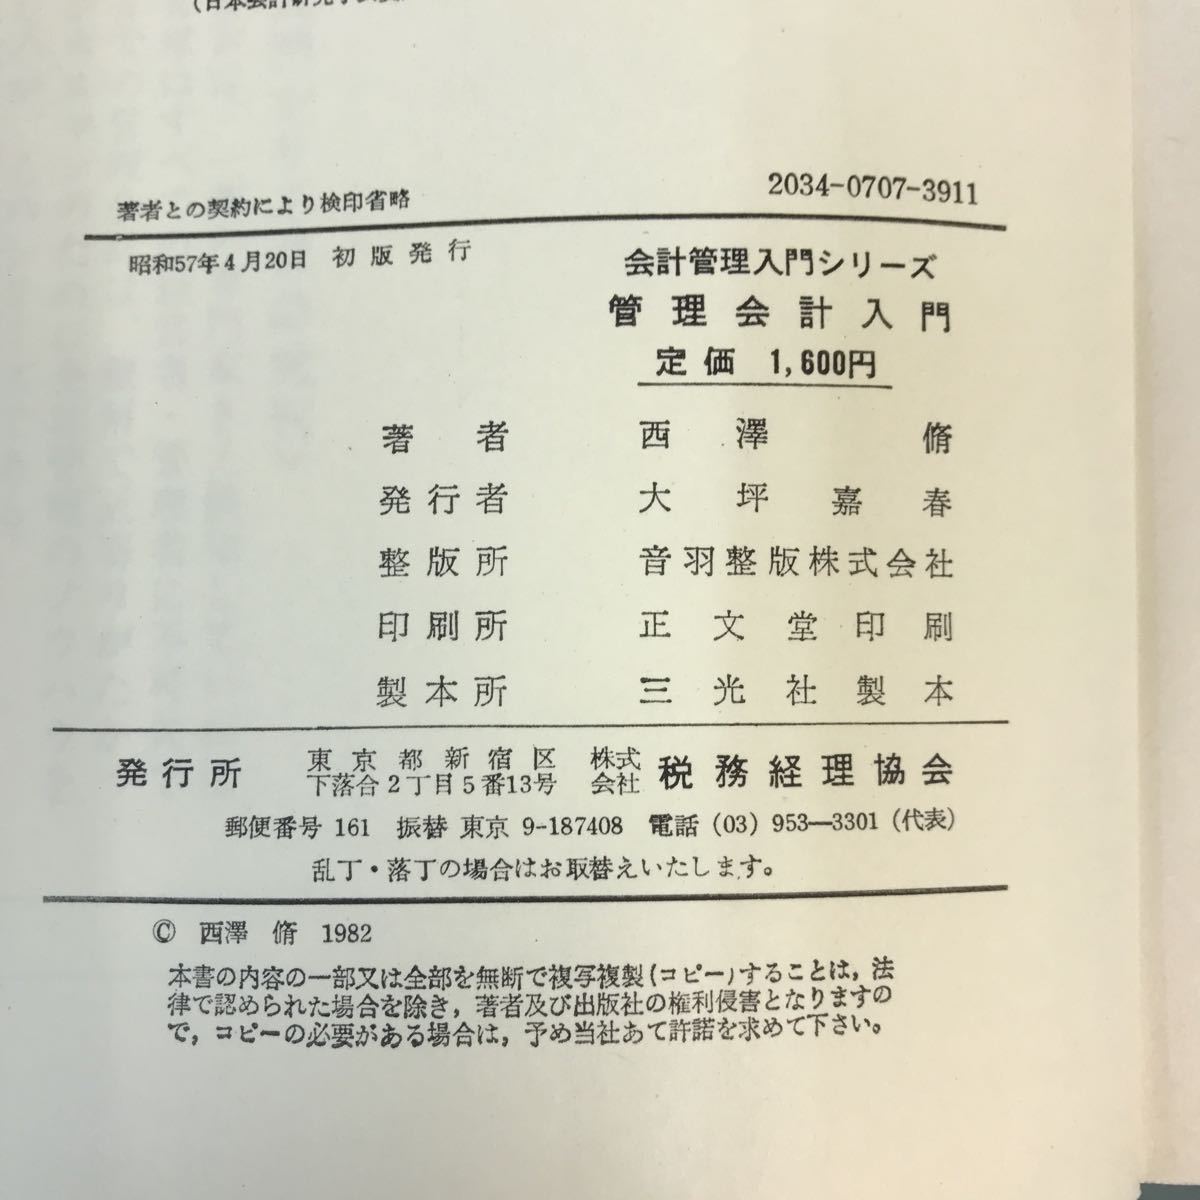 2034-0707-3911
著者との契約により検印省略
昭和57年4月20日 初版発行
会計管理入門シリーズ
管理会計入門
定価 1,600円
著者 西澤脩
発行者 大坪嘉春
整版所 音羽整版株式会社
印刷所 正文堂印刷
製本所 三光社製本
発行所 東京都新宿区 株式 税務経理協会
下落合2丁目5番13号 会社
郵便番号 161 振替 東京 9-187408 電話 (03) 953―3301 (代表)
乱丁・落丁の場合はお取替えいたします。
© 西澤 脩 1982
本書の内容の一部又は全部を無断で複写複製(コピー)することは，法
律で認められた場合を除き，著者及び出版社の権利侵害となりますの
で，コピーの必要がある場合は，予め当社あて許諾を求めて下さい。